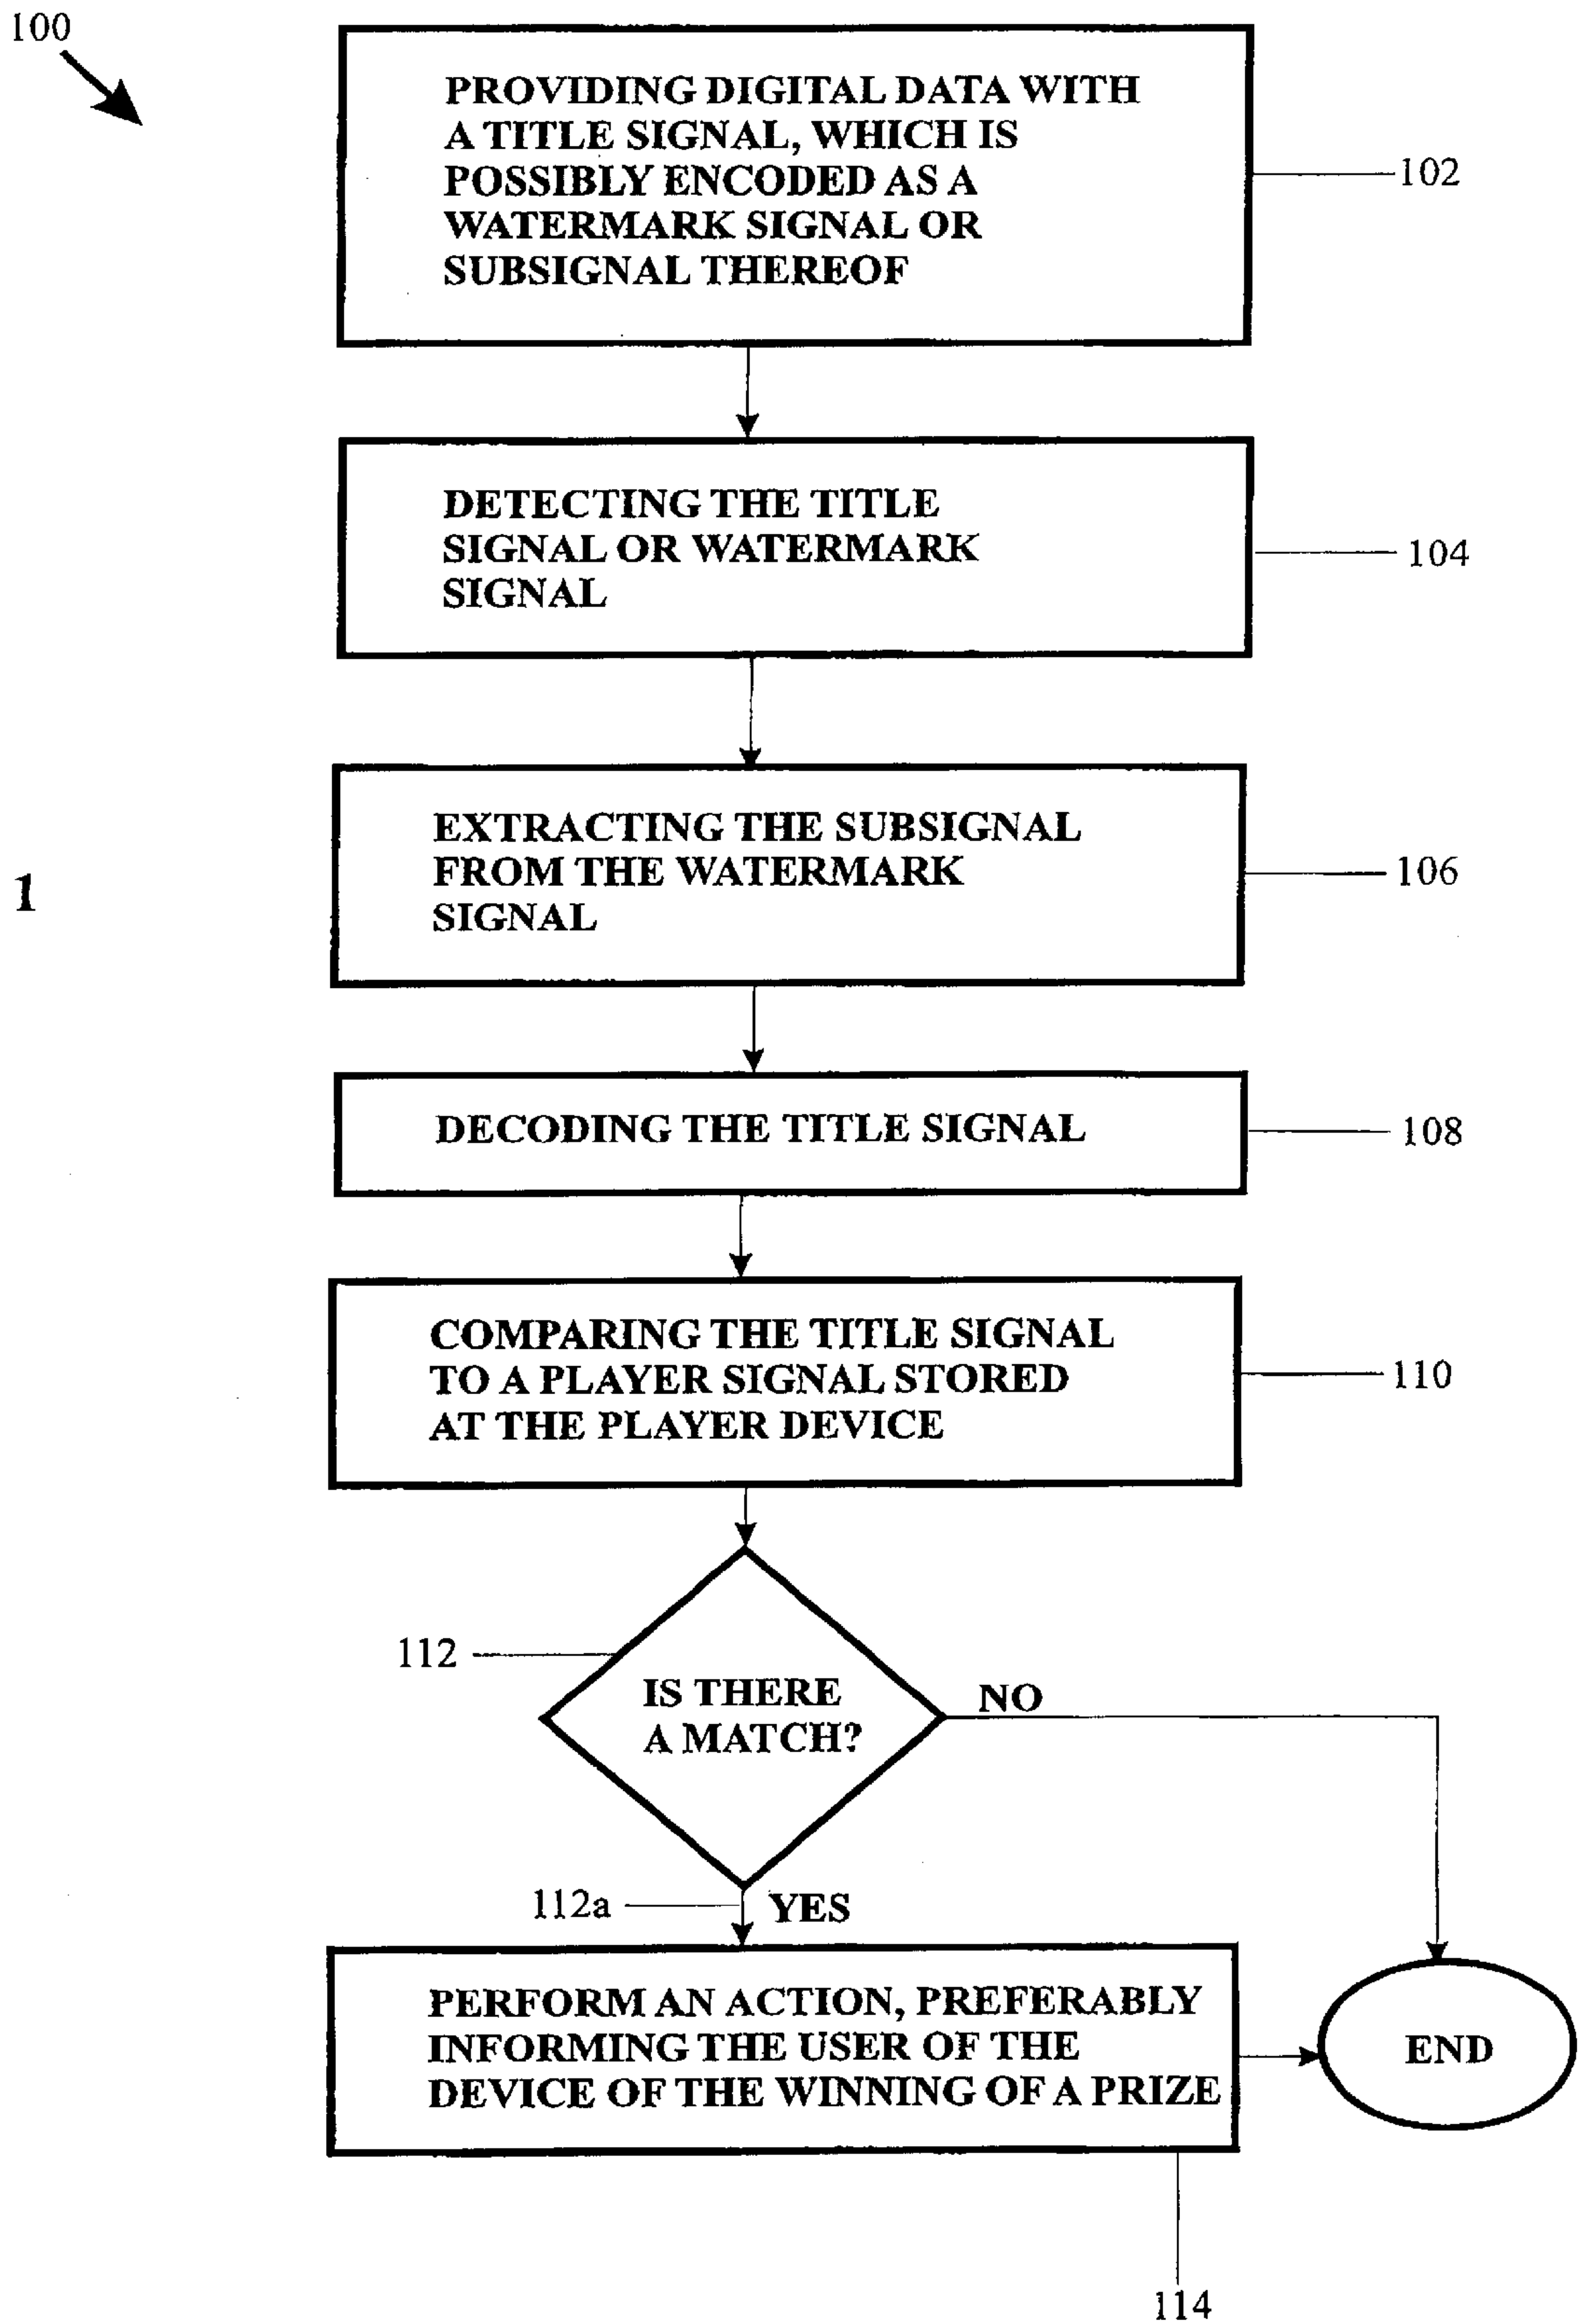 100
PROVIDING DIGITAL DATA WITH
A TITLE SIGNAL, WHICH IS
POSSIBLY ENCODED AS A
WATERMARK SIGNAL OR
SUBSIGNAL THEREOF
102
DETECTING THE TITLE
SIGNAL OR WATERMARK
SIGNAL
104
EXTRACTING THE SUBSIGNAL
FROM THE WATERMARK
SIGNAL
106
1
DECODING THE TITLE SIGNAL
108
COMPARING THE TITLE SIGNAL
TO A PLAYER SIGNAL STORED
AT THE PLAYER DEVICE
110
112
IS THERE
A MATCH?
NO
112a
YES
PERFORM AN ACTION, PREFERABLY
INFORMING THE USER OF THE
DEVICE OF THE WINNING OF A PRIZE
END
114